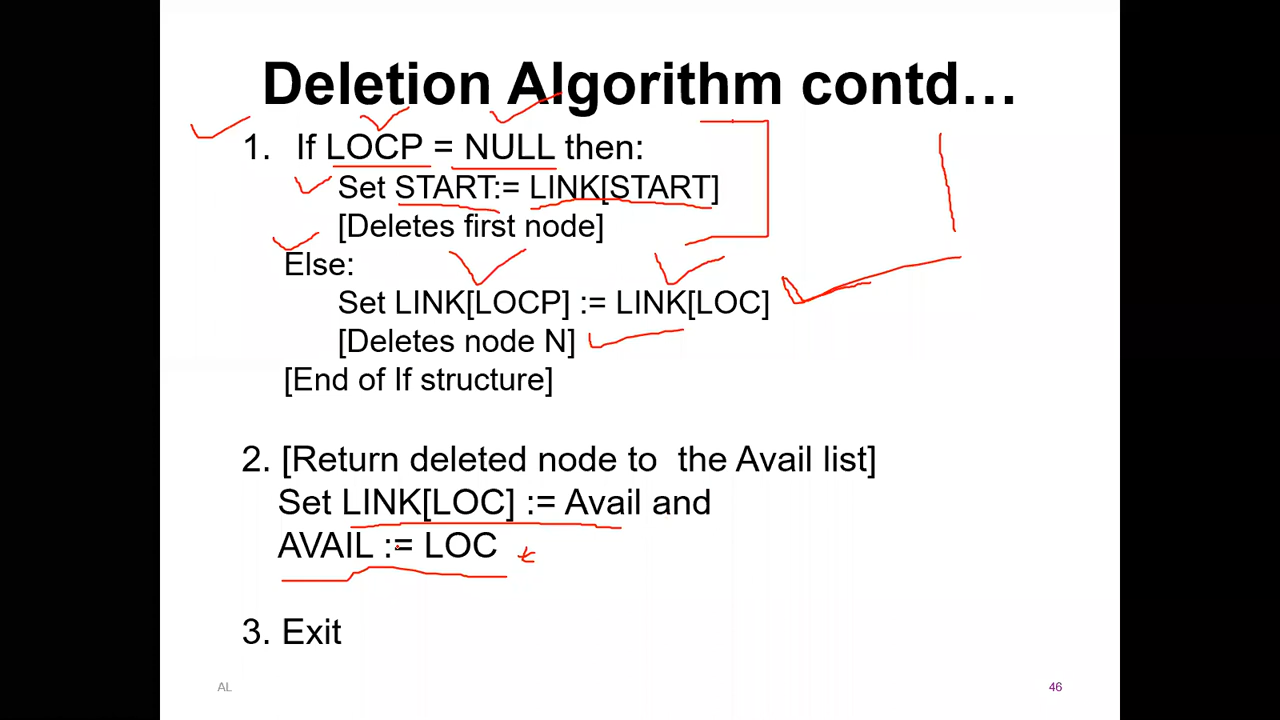 Deletion Algorithm contd…
1. If LOCP = NULL then:
Set START:= LINK[START]
[Deletes first node]
Else:
Set LINK[LOCP] := LINK[LOC]
[Deletes node N]
[End of If structure]
2. [Return deleted node to the Avail list]
Set LINK[LOC] := Avail and
AVAIL := LOC
3. Exit
AL
46